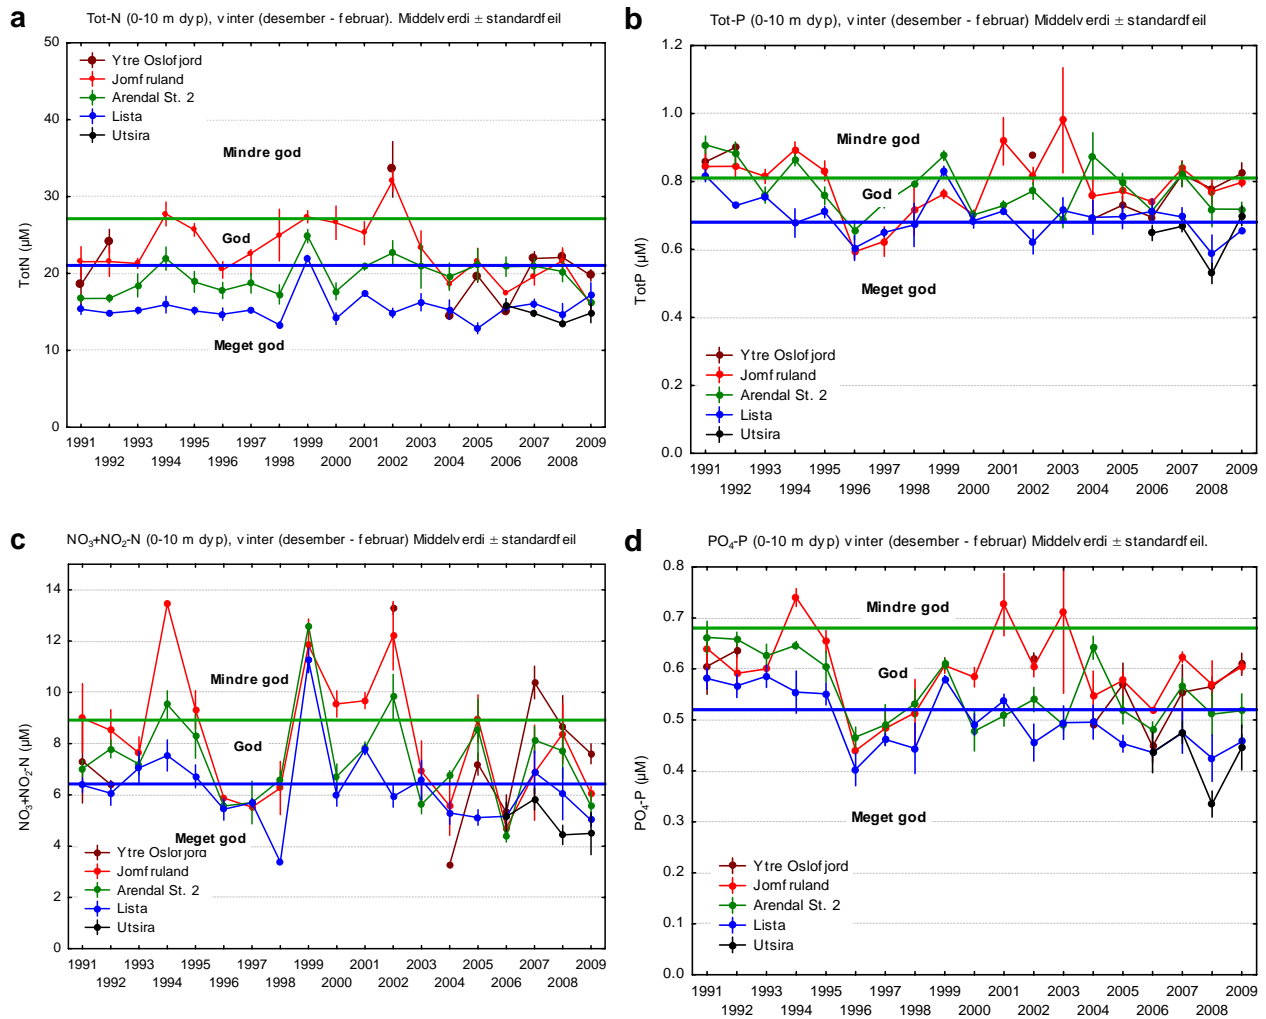 a
Tot-N (0-10 m dyp), vinter (desember - februar). Middelverdi ± standardfeil
50
40
30
20
10
0
TotN (µM)
Ytre Oslofjord
Jomfruland
Arendal St. 2
Lista
Utsira
Mindre god
God
Meget god
1991 1993 1995 1997 1999 2001 2003 2005 2007 2009
1992 1994 1996 1998 2000 2002 2004 2006 2008
b
Tot-P (0-10 m dyp), vinter (desember - februar) Middelverdi ± standardfeil
1.2
1.0
0.8
0.6
0.4
0.2
0.0
TotP (µM)
Mindre god
God
Meget god
Ytre Oslofjord
Jomfruland
Arendal St. 2
Lista
Utsira
1991 1993 1995 1997 1999 2001 2003 2005 2007 2009
1992 1994 1996 1998 2000 2002 2004 2006 2008
c
NO₃+NO₂-N (0-10 m dyp), vinter (desember - februar) Middelverdi ± standardfeil
14
12
10
8
6
4
2
0
NO₃+NO₂-N (µM)
Mindre god
God
Meget god
Ytre Oslofjord
Jomfruland
Arendal St. 2
Lista
Utsira
1991 1993 1995 1997 1999 2001 2003 2005 2007 2009
1992 1994 1996 1998 2000 2002 2004 2006 2008
d
PO₄-P (0-10 m dyp) vinter (desember - februar) Middelverdi ± standardfeil.
0.8
0.7
0.6
0.5
0.4
0.3
0.2
0.1
0.0
PO₄-P (µM)
Mindre god
God
Meget god
Ytre Oslofjord
Jomfruland
Arendal St. 2
Lista
Utsira
1991 1993 1995 1997 1999 2001 2003 2005 2007 2009
1992 1994 1996 1998 2000 2002 2004 2006 2008